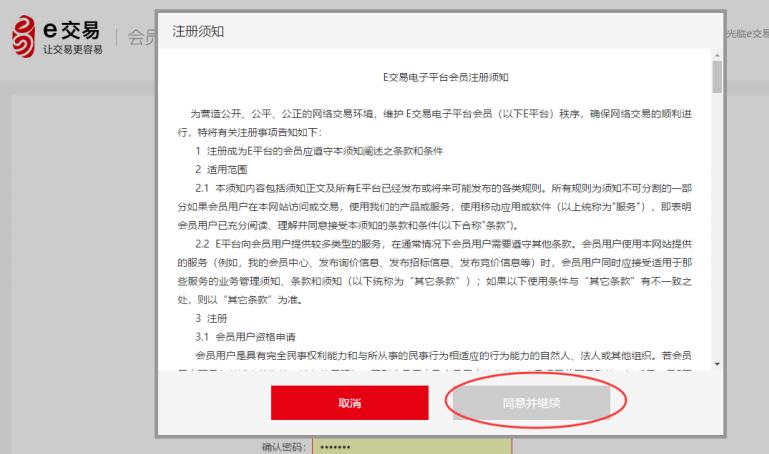 e交易
让交易更容易
会员
光临e交易
注册须知
E交易电子平台会员注册须知
为营造公开、公平、公正的网络交易环境，维护 E交易电子平台会员（以下E平台）秩序，确保网络交易的顺利进
行，特将有关注册事项告知如下：
1 注册成为E平台的会员应遵守本须知阐述之条款和条件
2 适用范围
2.1 本须知内容包括须知正文及所有E平台已经发布或将来可能发布的各类规则。所有规则为须知不可分割的一部
分如果会员用户在本网站访问或交易，使用我们的产品或服务，使用移动应用或软件（以上统称为"服务"），即表明
会员用户已充分阅读、理解并同意接受本须知的条款和条件(以下合称"条款")。
2.2 E平台向会员用户提供较多类型的服务，在通常情况下会员用户需要遵守其他条款。会员用户使用本网站提供
的服务（例如，我的会员中心、发布询价信息、发布招标信息、发布竞价信息等）时，会员用户同时应接受适用于那
些服务的业务管理须知、条款和须知（以下统称为“其它条款”）；如果以下使用条件与“其它条款”有不一致之
处，则以“其它条款”为准。
3 注册
3.1 会员用户资格申请
会员用户是具有完全民事权利能力和与所从事的民事行为相适应的行为能力的自然人、法人或其他组织。若会员
取消
同意并继续
确认密码：
•••••••